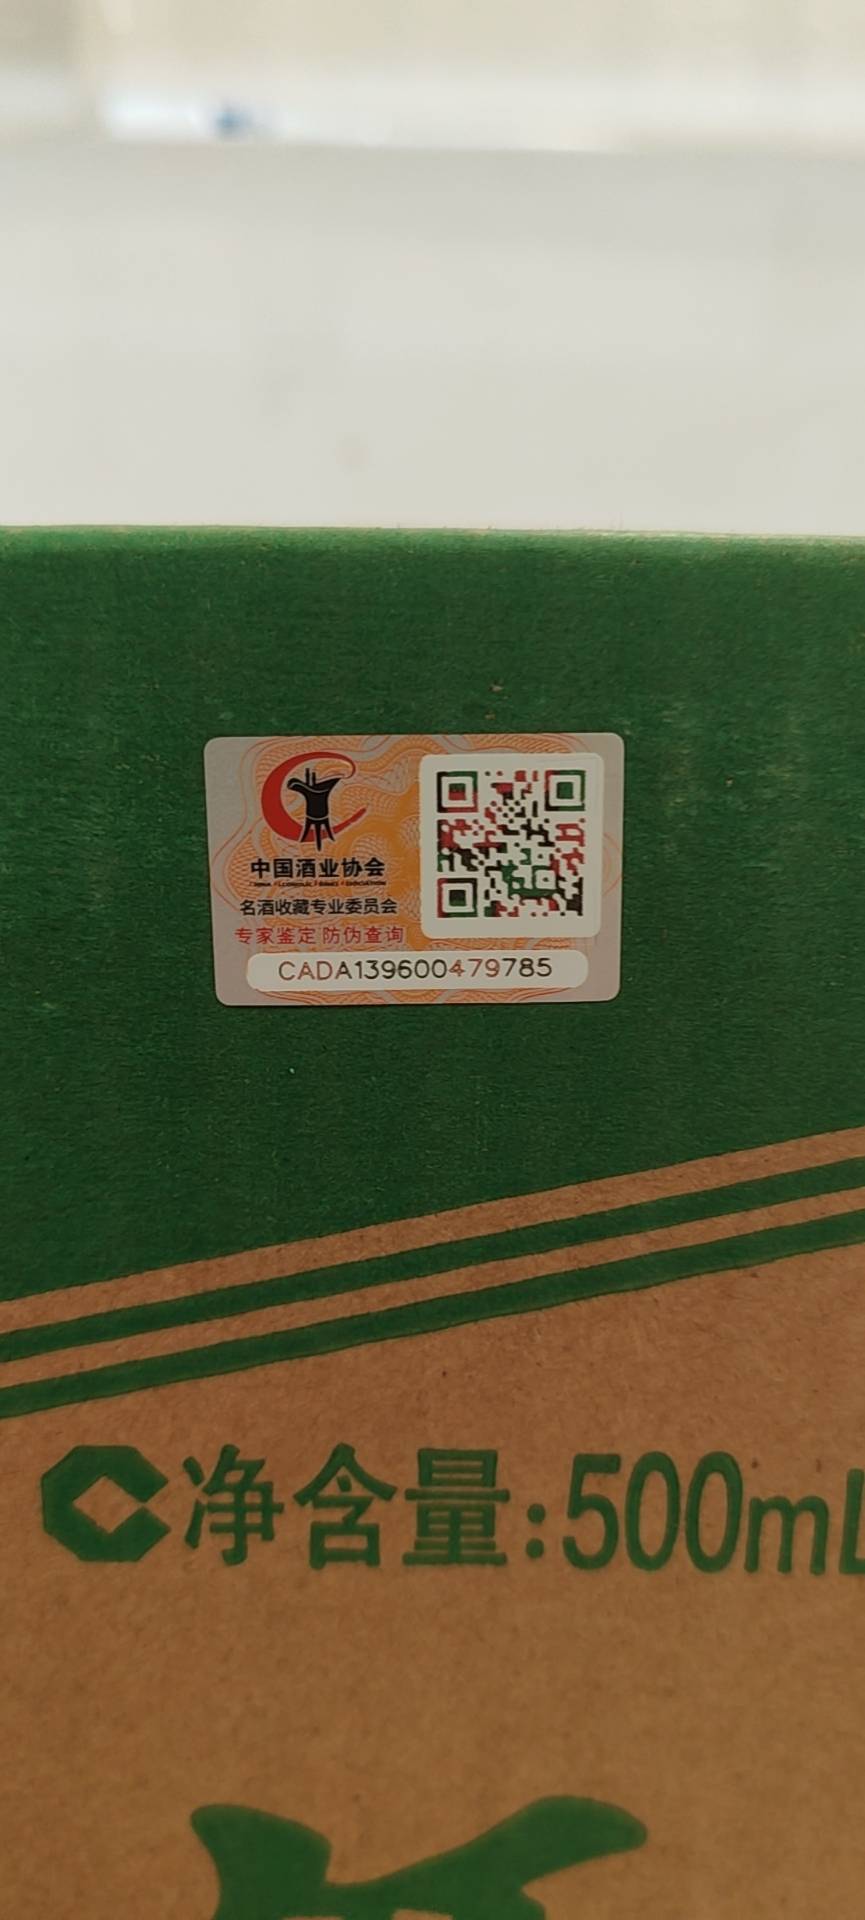 中国酒业协会
名酒收藏专业委员会
专家鉴定 防伪查询
CADA139600479785
净含量:500mL